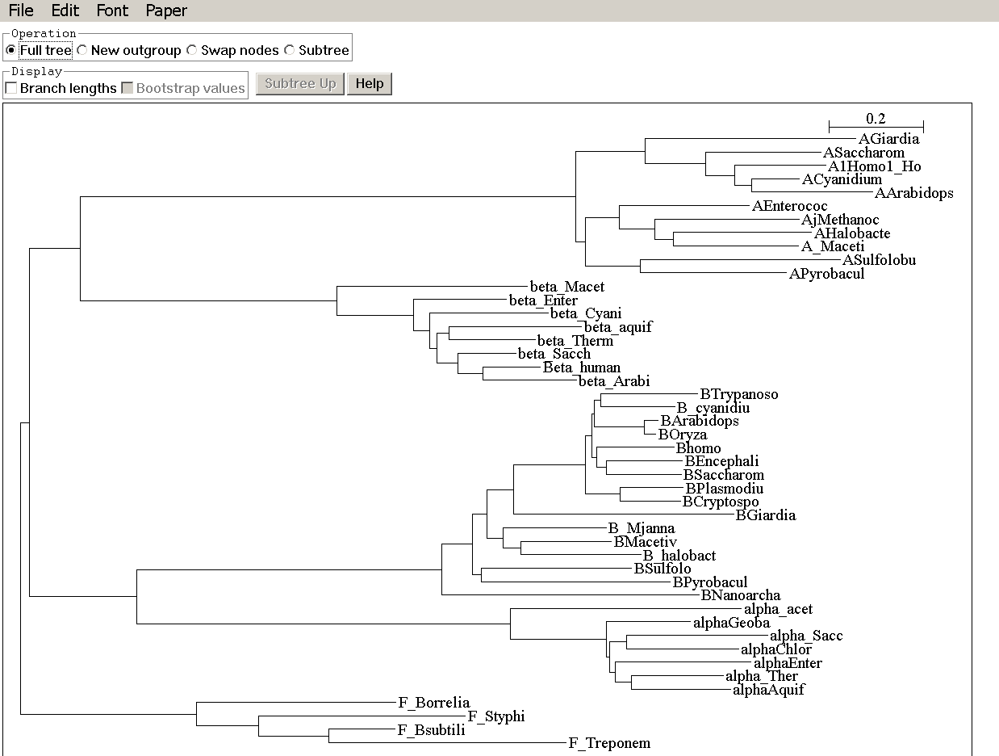 File Edit Font Paper
Operation
Full tree New outgroup Swap nodes Subtree
Display
Branch lengths Bootstrap values Subtree Up Help
0.2
AGiardia
ASaccharom
A1Homo1_Ho
ACyanidium
AArabidops
AEnterococ
AjMethanoc
AHalobacte
A_Maceti
ASulfolobu
APyrobacul
beta_Macet
beta_Enter
beta_Cyani
beta_aquif
beta_Therm
beta_Sacch
Beta_human
beta_Arabi
BTrypanoso
B_cyanidiu
BArabidops
BOryza
Bhomo
BEncephali
BSaccharom
BPlasmodiu
BCryptospo
BGiardia
B_Mjanna
BMacetiv
B_halobact
BSulfolo
BPyrobacul
BNanoarcha
alpha_acet
alphaGeoba
alpha_Sacc
alphaChlor
alphaEnter
alpha_Ther
alphaAquif
F_Borrelia
F_Styphi
F_Bsubtili
F_Treponem